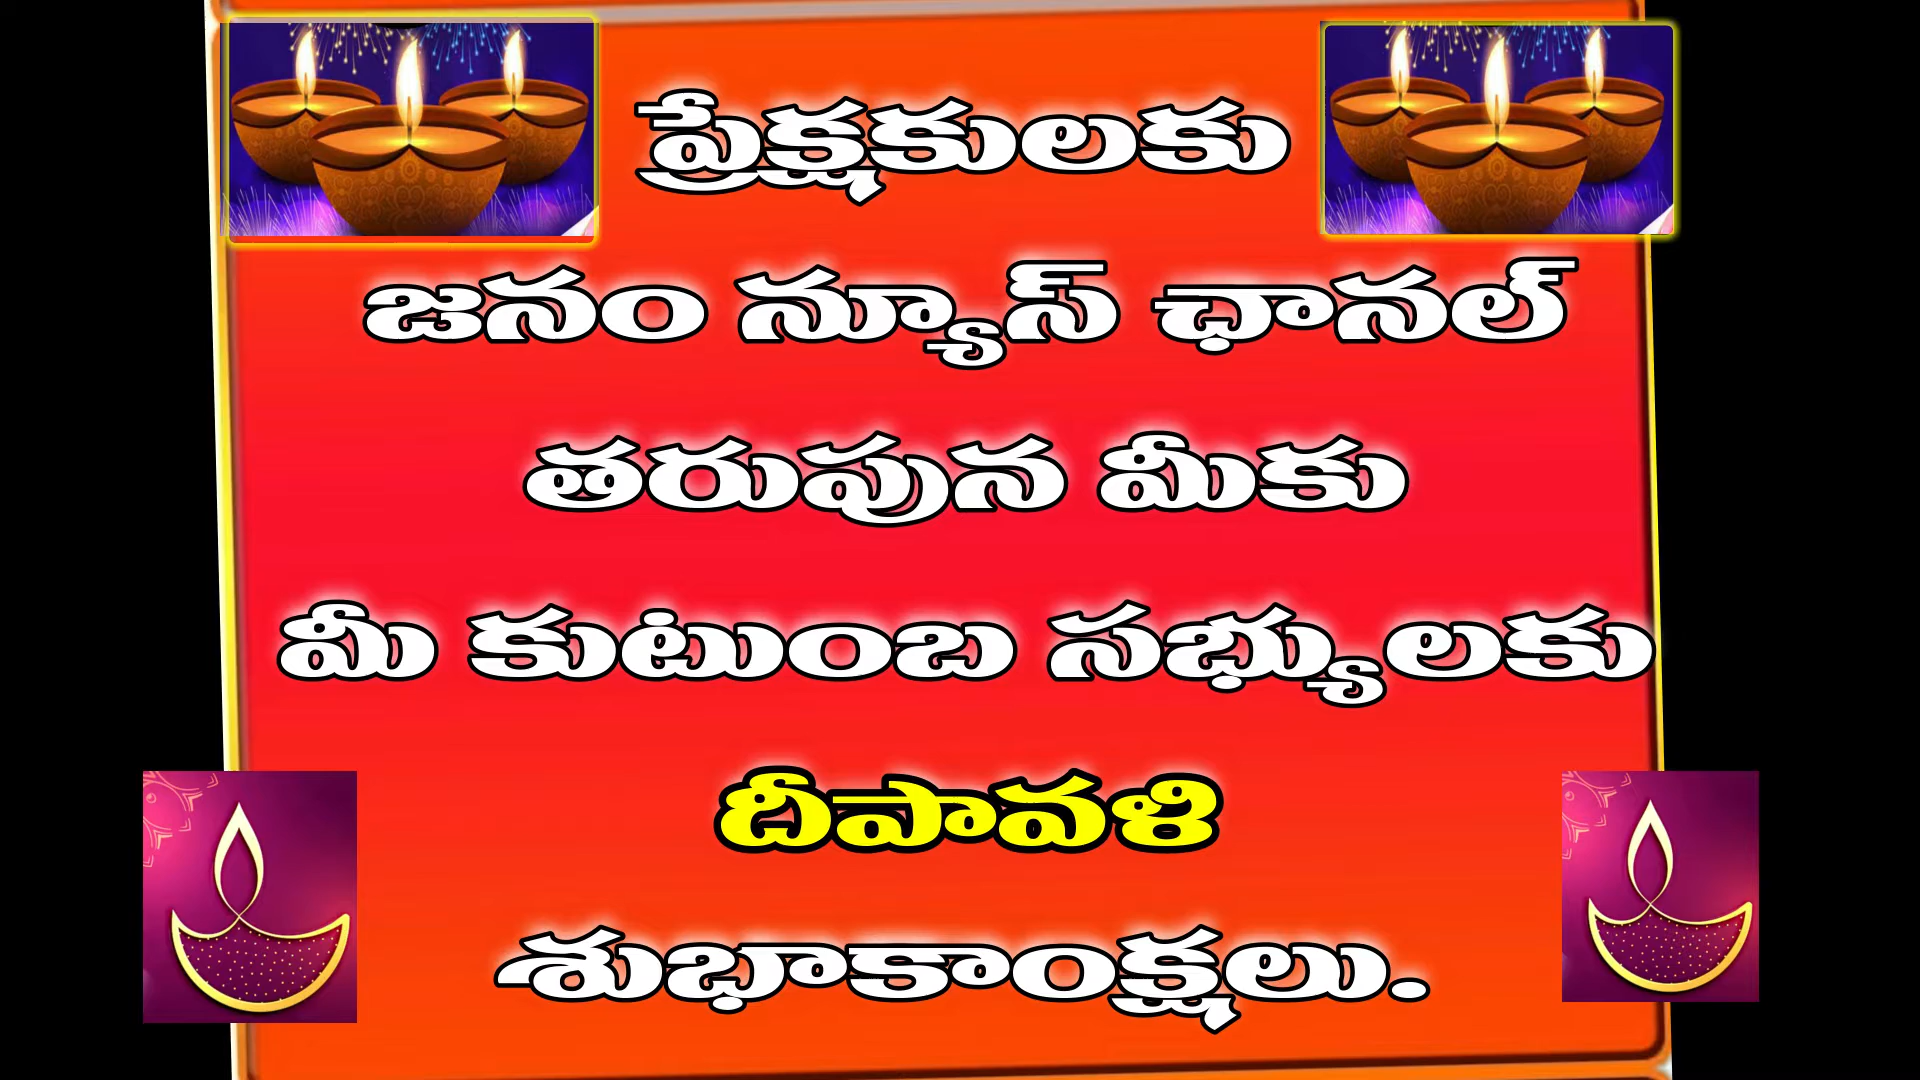 ప్రేక్షకులకు
జనం న్యూస్ ఛానల్
తరుపున మీకు
మీ కుటుంబ సభ్యులకు
దీపావళి
శుభాకాంక్షలు.